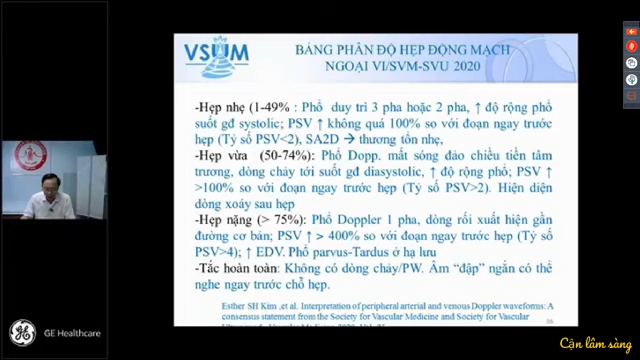 VSUM
BẢNG PHÂN ĐỘ HẸP ĐỘNG MẠCH
NGOẠI VI/SVM-SVU 2020
-Hẹp nhẹ (1-49% : Phổ duy trì 3 pha hoặc 2 pha, ↑ độ rộng phổ
suốt gđ systolic; PSV ↑ không quá 100% so với đoạn ngay trước
hẹp (Tỷ số PSV<2), SA2D → thương tổn nhẹ,
-Hẹp vừa (50-74%): Phổ Dopp. mất sóng đảo chiều tiền tâm
trương, dòng chảy tới suốt gđ diasystolic, ↑ độ rộng phổ; PSV ↑
>100% so với đoạn ngay trước hẹp (Tỷ số PSV>2). Hiện diện
dòng xoáy sau hẹp
-Hẹp nặng (> 75%): Phổ Doppler 1 pha, dòng rối xuất hiện gần
đường cơ bản; PSV ↑ > 400% so với đoạn ngay trước hẹp (Tỷ số
PSV>4); ↑ EDV. Phổ parvus-Tardus ở hạ lưu
-Tắc hoàn toàn: Không có dòng chảy/PW. Âm “đập” ngắn có thể
nghe ngay trước chỗ hẹp.
Esther SH Kim ,et al. Interpretation of peripheral arterial and venous Doppler waveforms: A
consensus statement from the Society for Vascular Medicine and Society for Vascular
GE Healthcare
Cận lâm sàng